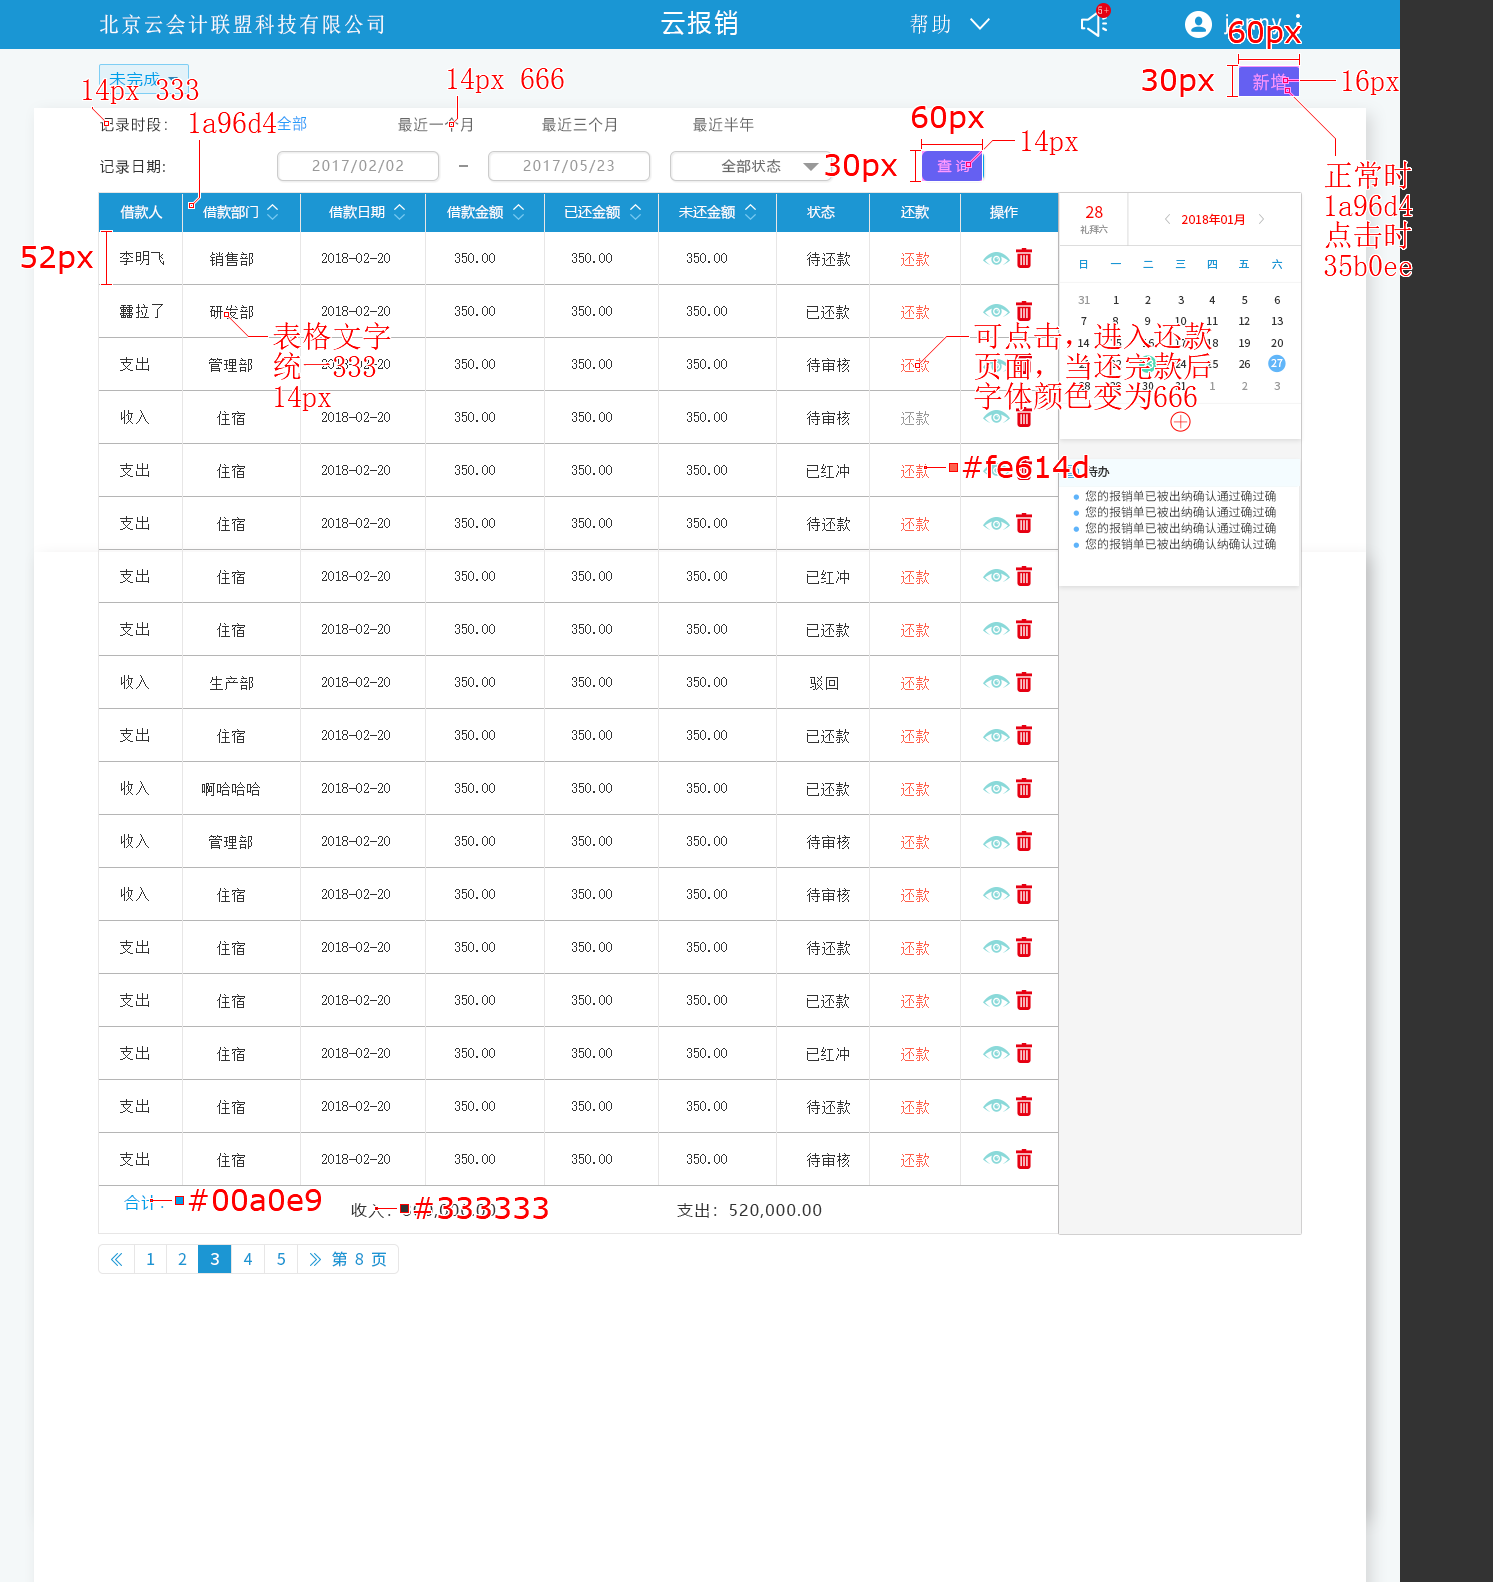 北京云会计联盟科技有限公司 云报销 帮助 5+ jenny
60px
未完成
14px 333
14px 666
30px 新增 16px
记录时段： 1a96d4 全部 最近一个月 最近三个月 最近半年
60px
14px
记录日期： 2017/02/02 – 2017/05/23 全部状态 30px 查询
正常时
1a96d4
点击时
35b0ee
借款人 借款部门 借款日期 借款金额 已还金额 未还金额 状态 还款 操作
52px
李明飞 销售部 2018-02-20 350.00 350.00 350.00 待还款 还款
拉了 研发部 2018-02-20 350.00 350.00 350.00 已还款 还款
表格文字
统一333
14px
可点击，进入还款
页面，当还完款后
字体颜色变为666
支出 管理部 2018-02-20 350.00 350.00 350.00 待审核 还款
收入 住宿 2018-02-20 350.00 350.00 350.00 待审核 还款
支出 住宿 2018-02-20 350.00 350.00 350.00 已红冲 还款
#fe614d
支出 住宿 2018-02-20 350.00 350.00 350.00 待还款 还款
支出 住宿 2018-02-20 350.00 350.00 350.00 已红冲 还款
支出 住宿 2018-02-20 350.00 350.00 350.00 已还款 还款
收入 生产部 2018-02-20 350.00 350.00 350.00 驳回 还款
支出 住宿 2018-02-20 350.00 350.00 350.00 已还款 还款
收入 啊哈哈哈 2018-02-20 350.00 350.00 350.00 已还款 还款
收入 管理部 2018-02-20 350.00 350.00 350.00 待审核 还款
收入 住宿 2018-02-20 350.00 350.00 350.00 待审核 还款
支出 住宿 2018-02-20 350.00 350.00 350.00 待还款 还款
支出 住宿 2018-02-20 350.00 350.00 350.00 已还款 还款
支出 住宿 2018-02-20 350.00 350.00 350.00 已红冲 还款
支出 住宿 2018-02-20 350.00 350.00 350.00 待还款 还款
支出 住宿 2018-02-20 350.00 350.00 350.00 待审核 还款
合计： #00a0e9 收入： #333333 支出：520,000.00
1 2 3 4 5 第 8 页
28
礼拜六
2018年01月
日 一 二 三 四 五 六
31 1 2 3 4 5 6
7 8 9 10 11 12 13
14 15 16 17 18 19 20
24 26 27
28 29 30 31 1 2 3
待办
您的报销单已被出纳确认通过确过确
您的报销单已被出纳确认通过确过确
您的报销单已被出纳确认通过确过确
您的报销单已被出纳确认纳确认过确